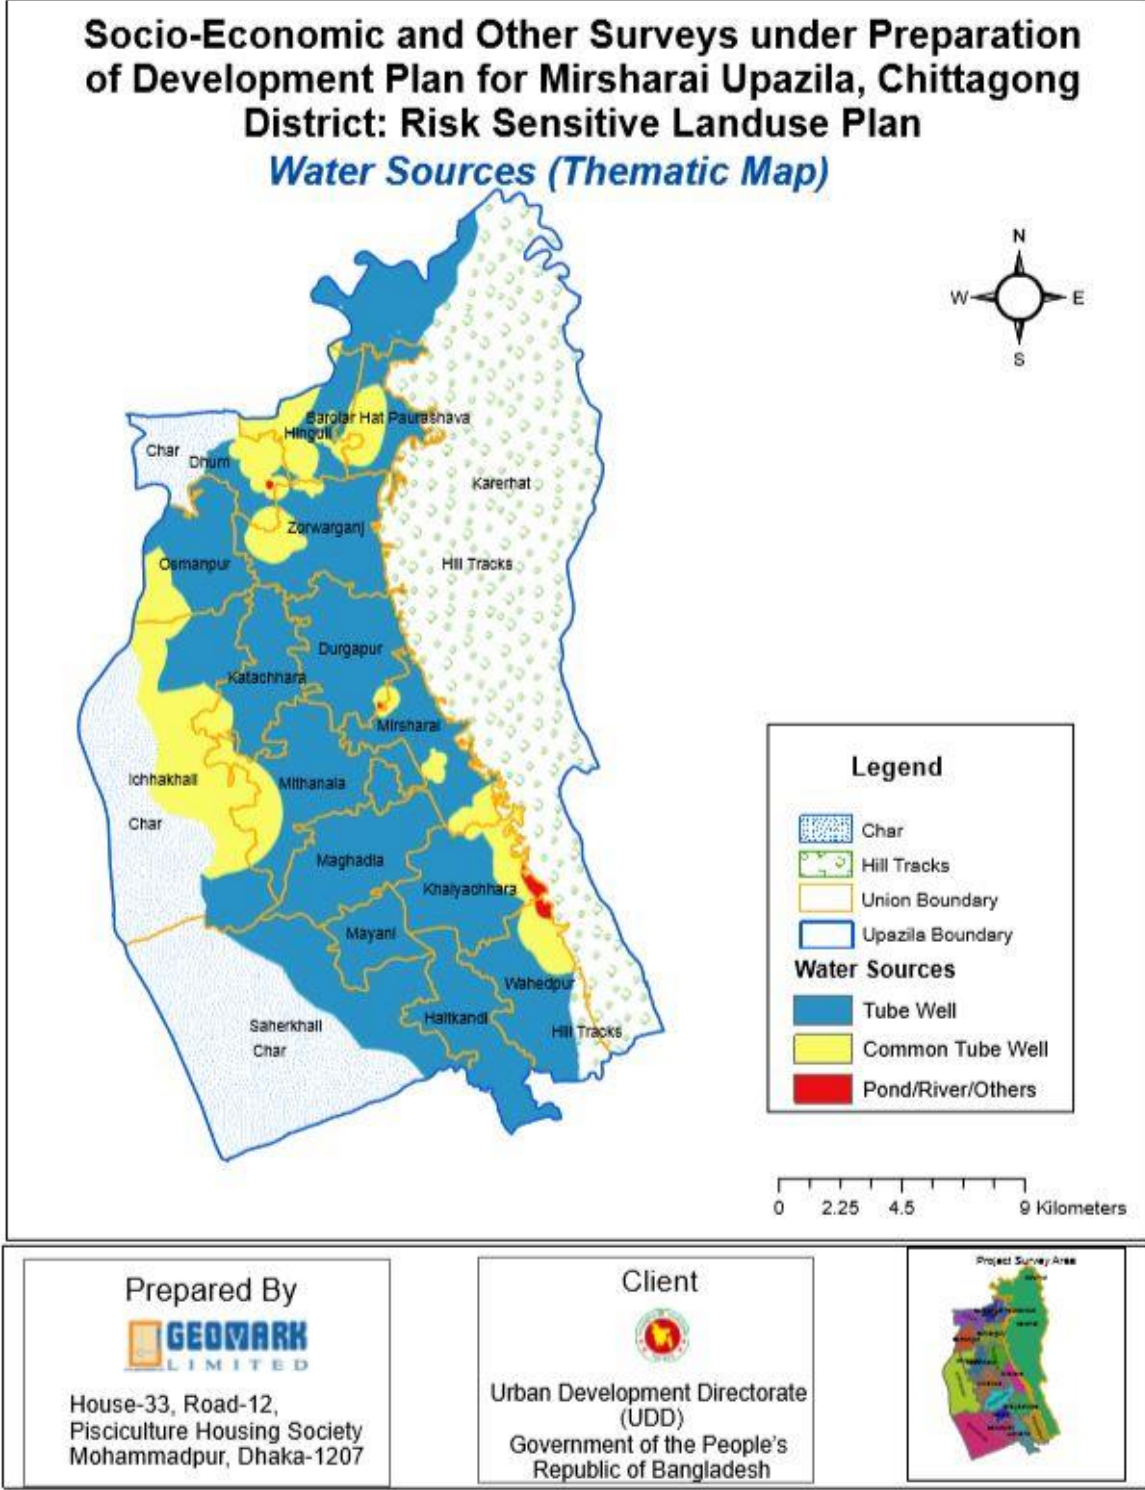 Socio-Economic and Other Surveys under Preparation
of Development Plan for Mirsharai Upazila, Chittagong
District: Risk Sensitive Landuse Plan
Water Sources (Thematic Map)
N
W
E
S
Barolar Hat Paurashava
Hinguli
Char
Dhum
Karerhat
Zorwarganj
Osmanpur
Hill Tracks
Durgapur
Katachhara
Mirsharai
Ichhakhali
Mithanala
Char
Maghadia
Khaiyachhara
Mayani
Wahedpur
Haitkandi
Saherkhali
Char
Hill Tracks
Legend
Char
Hill Tracks
Union Boundary
Upazila Boundary
Water Sources
Tube Well
Common Tube Well
Pond/River/Others
0 2.25 4.5 9 Kilometers
Prepared By
GEOMARK
LIMITED
House-33, Road-12,
Pisciculture Housing Society
Mohammadpur, Dhaka-1207
Client
Urban Development Directorate
(UDD)
Government of the People's
Republic of Bangladesh
Project Survey Area